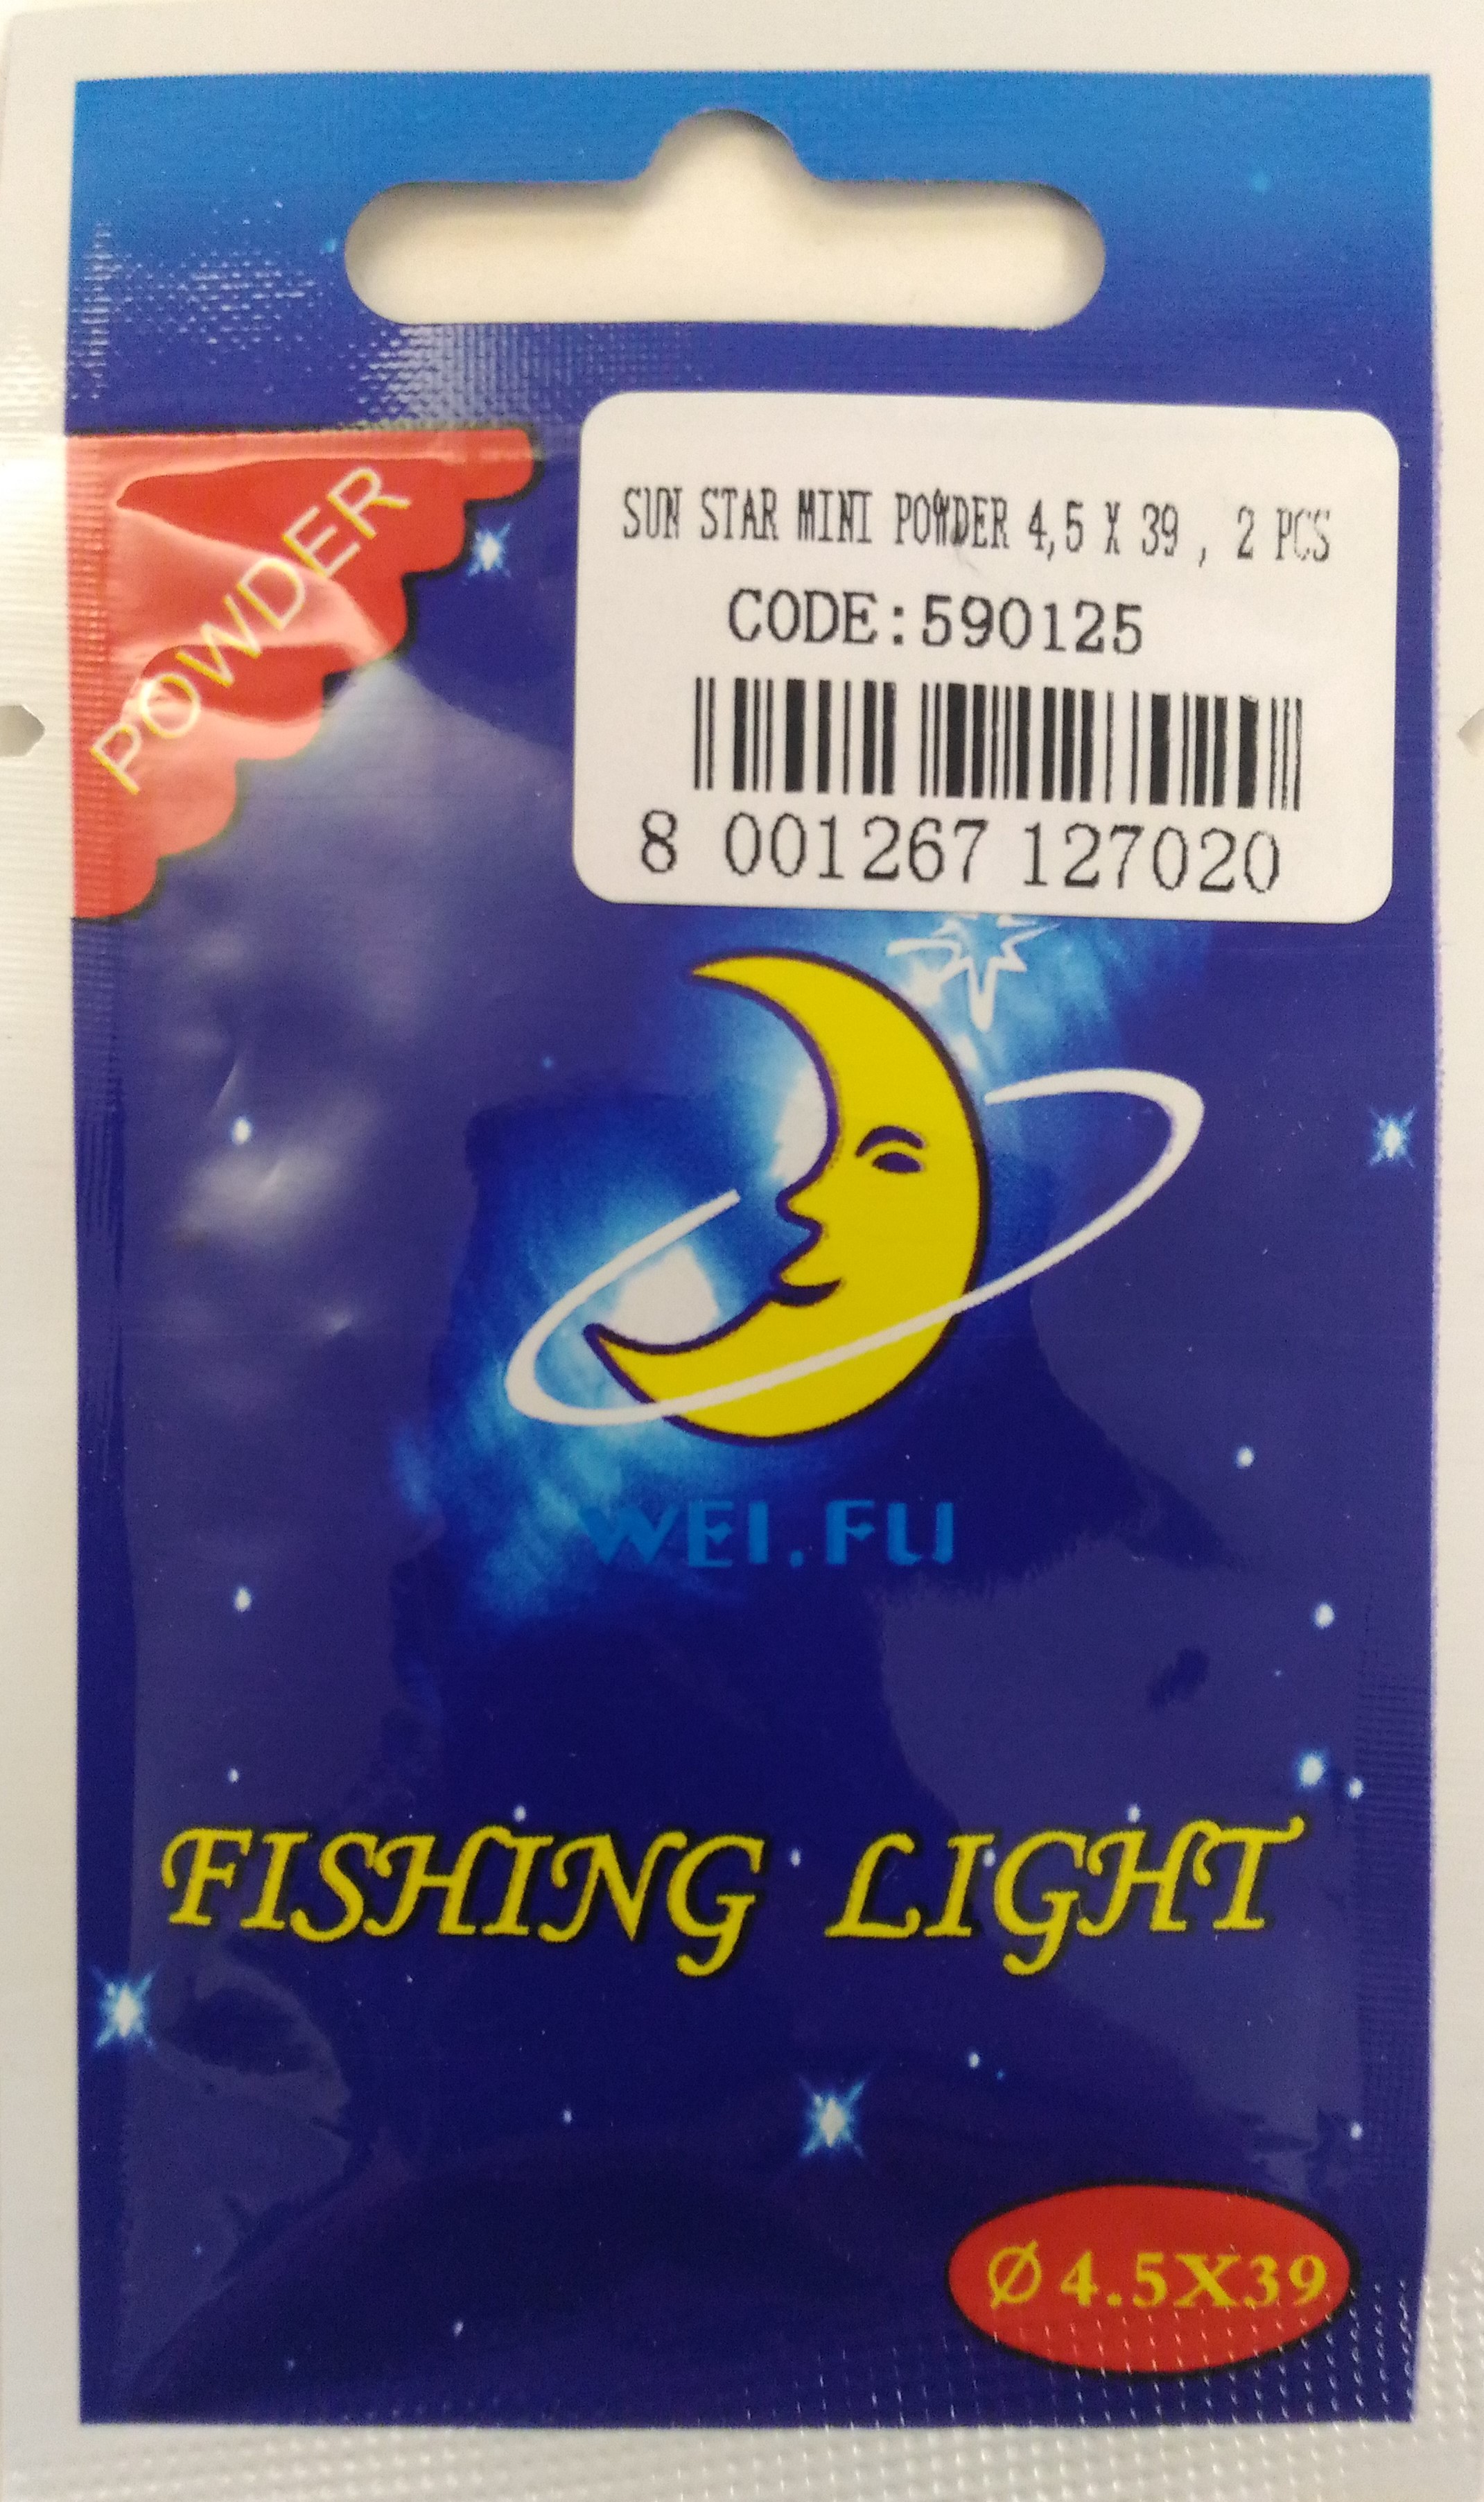 SUN STAR MINI POWDER 4,5 X 39 , 2 PCS
CODE:590125
8 001267 127020
POWDER
WEI.FU
FISHING LIGHT
Ø 4.5X39